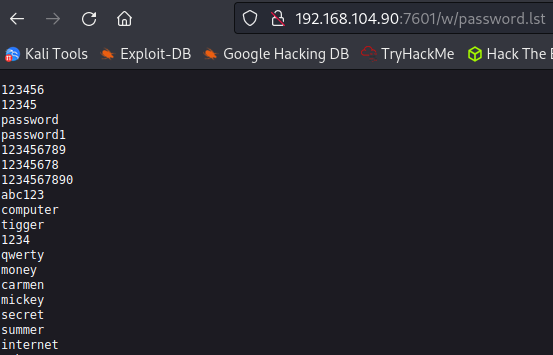 192.168.104.90:7601/w/password.lst
Kali Tools Exploit-DB Google Hacking DB TryHackMe Hack The
123456
12345
password
password1
123456789
12345678
1234567890
abc123
computer
tigger
1234
qwerty
money
carmen
mickey
secret
summer
internet